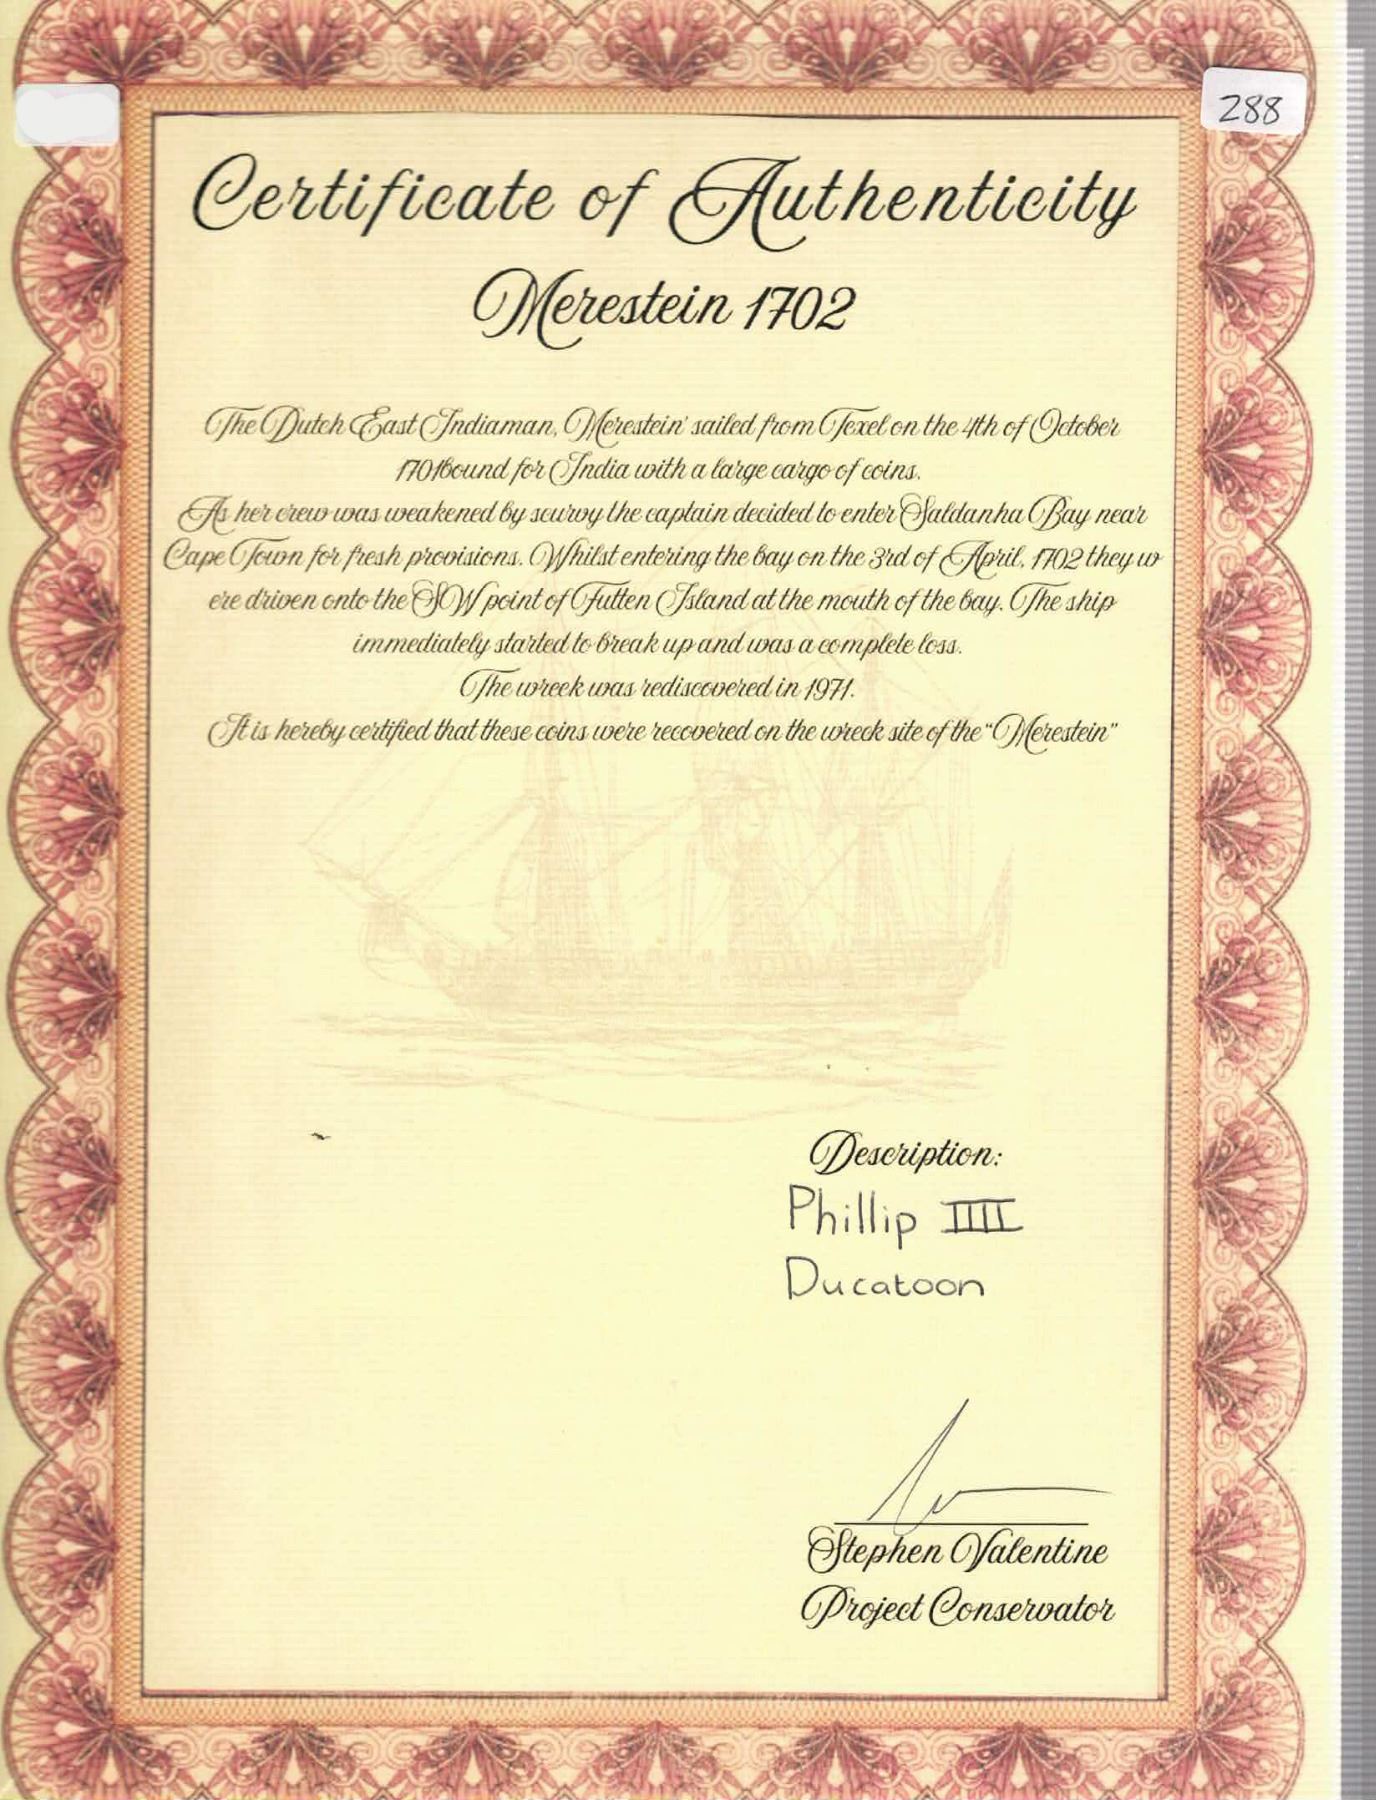 288
Certificate of Authenticity
Merestein 1702
The Dutch East Indiaman, 'Merestein' sailed from Texel on the 4th of October
1701bound for India with a large cargo of coins.
As her crew was weakened by scurvy the captain decided to enter Saldanha Bay near
Cape Town for fresh provisions. Whilst entering the bay on the 3rd of April, 1702 they w
ere driven onto the SW point of Jutten Island at the mouth of the bay. The ship
immediately started to break up and was a complete loss.
The wreck was rediscovered in 1971.
It is hereby certified that these coins were recovered on the wreck site of the "Merestein"
Description:
Phillip IIII
Ducatoon
Stephen Valentine
Project Conservator